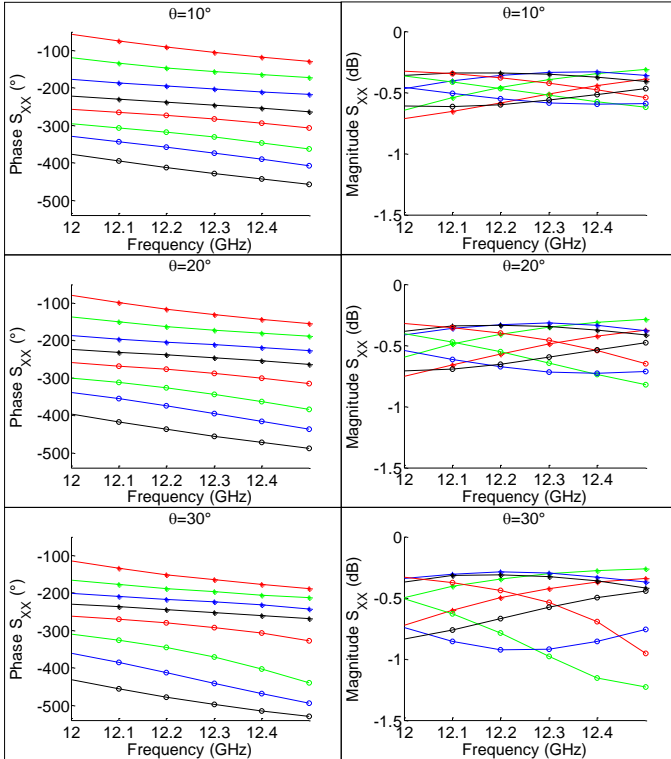 θ=10°
Phase S_XX (°)
-100
-200
-300
-400
-500
12 12.1 12.2 12.3 12.4
Frequency (GHz)
θ=10°
Magnitude S_XX (dB)
0
-0.5
-1
-1.5
12 12.1 12.2 12.3 12.4
Frequency (GHz)
θ=20°
Phase S_XX (°)
-100
-200
-300
-400
-500
12 12.1 12.2 12.3 12.4
Frequency (GHz)
θ=20°
Magnitude S_XX (dB)
0
-0.5
-1
-1.5
12 12.1 12.2 12.3 12.4
Frequency (GHz)
θ=30°
Phase S_XX (°)
-100
-200
-300
-400
-500
12 12.1 12.2 12.3 12.4
Frequency (GHz)
θ=30°
Magnitude S_XX (dB)
0
-0.5
-1
-1.5
12 12.1 12.2 12.3 12.4
Frequency (GHz)